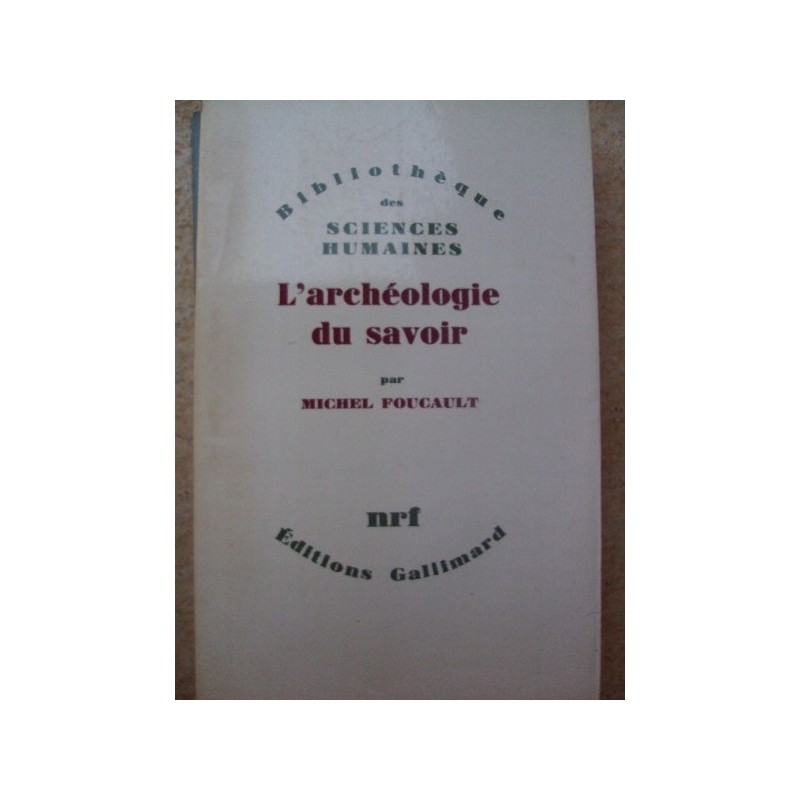 Bibliothèque
des
SCIENCES
HUMAINES
L'archéologie
du savoir
par
MICHEL FOUCAULT
nrf
Éditions Gallimard